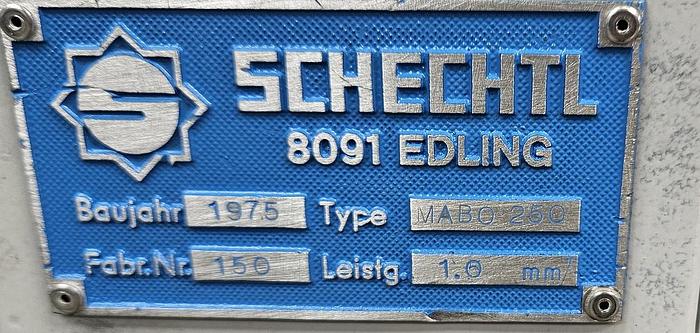 SCHECHTL
8091 EDLING
Baujahr 1975 Type MABO 250
Fabr.Nr. 150 Leistg. 1.0 mm